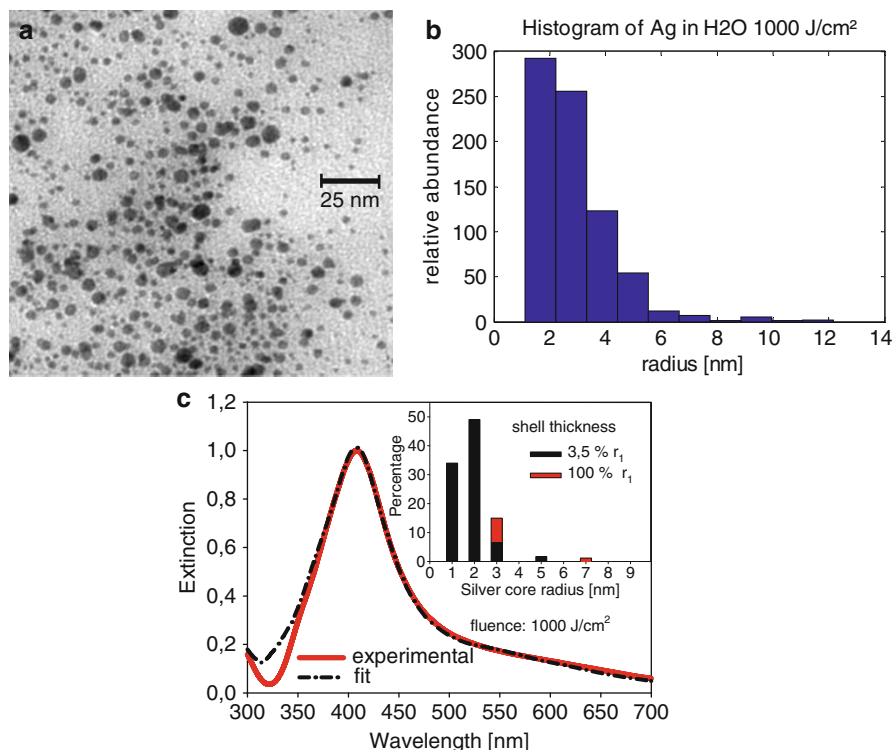 a
25 nm
b
Histogram of Ag in H2O 1000 J/cm²
relative abundance
300
250
200
150
100
50
0
0 2 4 6 8 10 12 14
radius [nm]
c
Extinction
1,2
1,0
0,8
0,6
0,4
0,2
0,0
300 350 400 450 500 550 600 650 700
Wavelength [nm]
experimental
fit
fluence: 1000 J/cm²
Percentage
50
40
30
20
10
0
0 1 2 3 4 5 6 7 8 9
Silver core radius [nm]
shell thickness
3,5 % r₁
100 % r₁